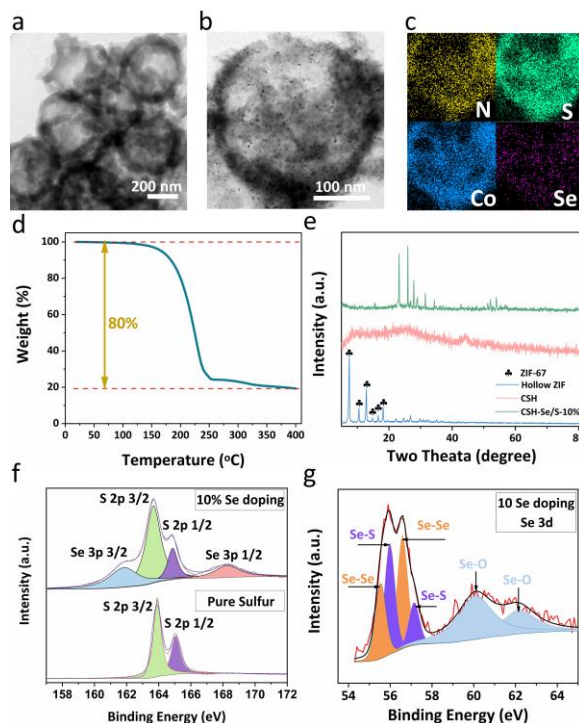 a
200 nm
b
100 nm
c
N
S
Co
Se
d
100
80
60
40
20
0
80%
0 100 200 300 400
Weight (%)
Temperature (°C)
e
Intensity (a.u.)
♣ ZIF-67
Hollow ZIF
CSH
CSH-Se/S-10%
20 40 60 80
Two Theata (degree)
f
10% Se doping
S 2p 3/2
S 2p 1/2
Se 3p 3/2
Se 3p 1/2
Pure Sulfur
S 2p 3/2
S 2p 1/2
Intensity (a.u.)
158 160 162 164 166 168 170 172
Binding Energy (eV)
g
10 Se doping
Se 3d
Se-S
Se-Se
Se-Se
Se-S
Se-O
Se-O
Intensity (a.u.)
54 56 58 60 62 64
Binding Energy (eV)